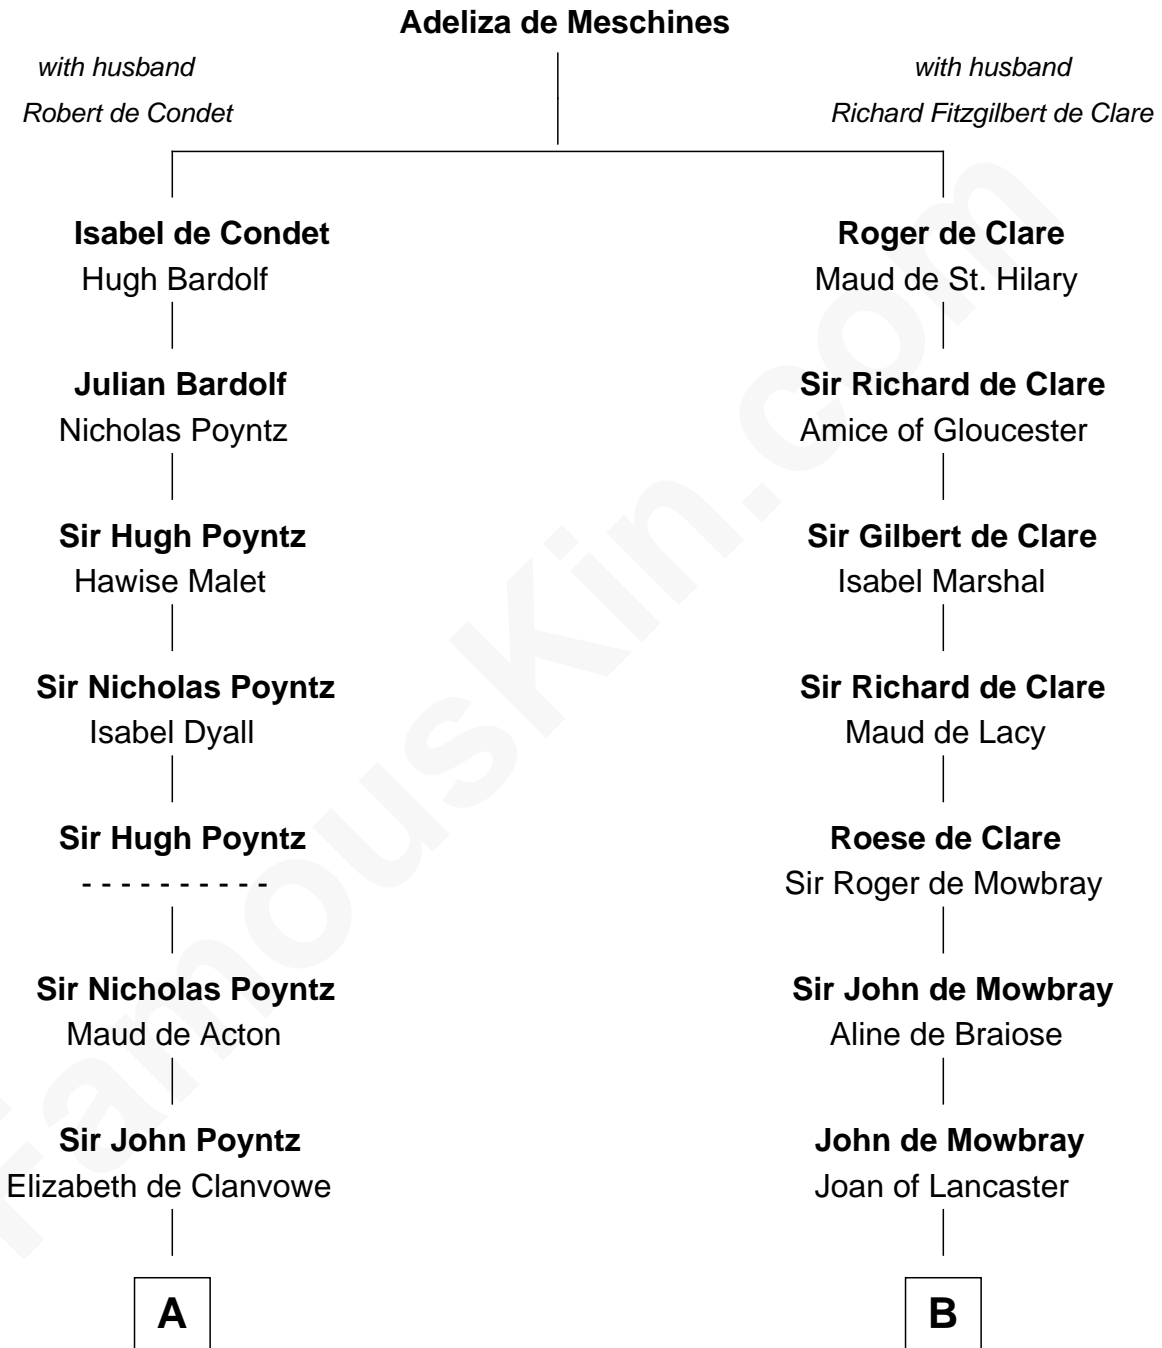 Adeliza de Meschines
with husband
Robert de Condet
with husband
Richard Fitzgilbert de Clare
Isabel de Condet
Hugh Bardolf
Roger de Clare
Maud de St. Hilary
Julian Bardolf
Nicholas Poyntz
Sir Richard de Clare
Amice of Gloucester
Sir Hugh Poyntz
Hawise Malet
Sir Gilbert de Clare
Isabel Marshal
Sir Nicholas Poyntz
Isabel Dyall
Sir Richard de Clare
Maud de Lacy
Sir Hugh Poyntz
- - - - - - - - - -
Roese de Clare
Sir Roger de Mowbray
Sir Nicholas Poyntz
Maud de Acton
Sir John de Mowbray
Aline de Braiose
Sir John Poyntz
Elizabeth de Clanvowe
John de Mowbray
Joan of Lancaster
A
B
FamousKin.com